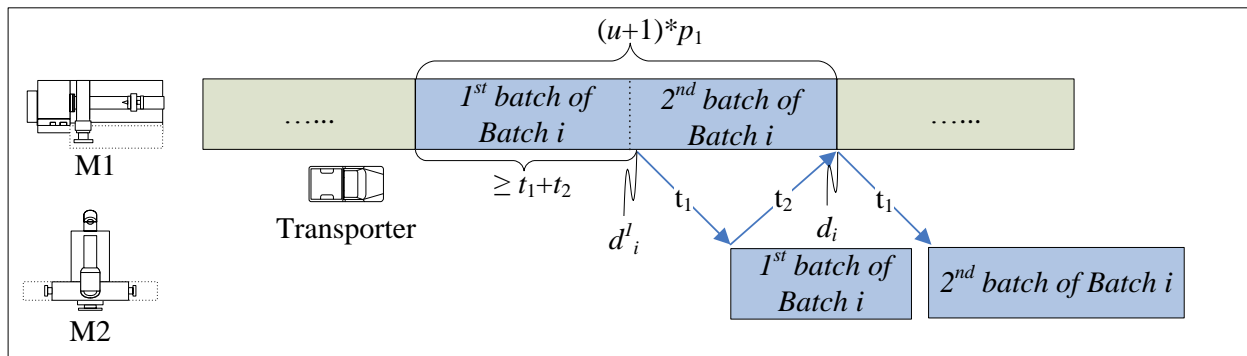 (u+1)*p₁
…...
1ˢᵗ batch of
Batch i
2ⁿᵈ batch of
Batch i
…...
M1
≥ t₁+t₂
Transporter
d¹ᵢ
t₁
t₂
dᵢ
t₁
1ˢᵗ batch of
Batch i
2ⁿᵈ batch of Batch i
M2